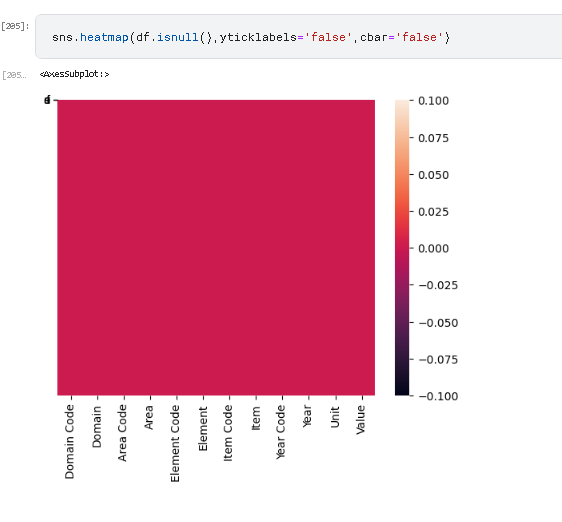 [205]:
sns.heatmap(df.isnull(),yticklabels='false',cbar='false')
[205…
<AxesSubplot:>
0.100
0.075
0.050
0.025
0.000
−0.025
−0.050
−0.075
−0.100
Domain Code
Domain
Area Code
Area
Element Code
Element
Item Code
Item
Year Code
Year
Unit
Value